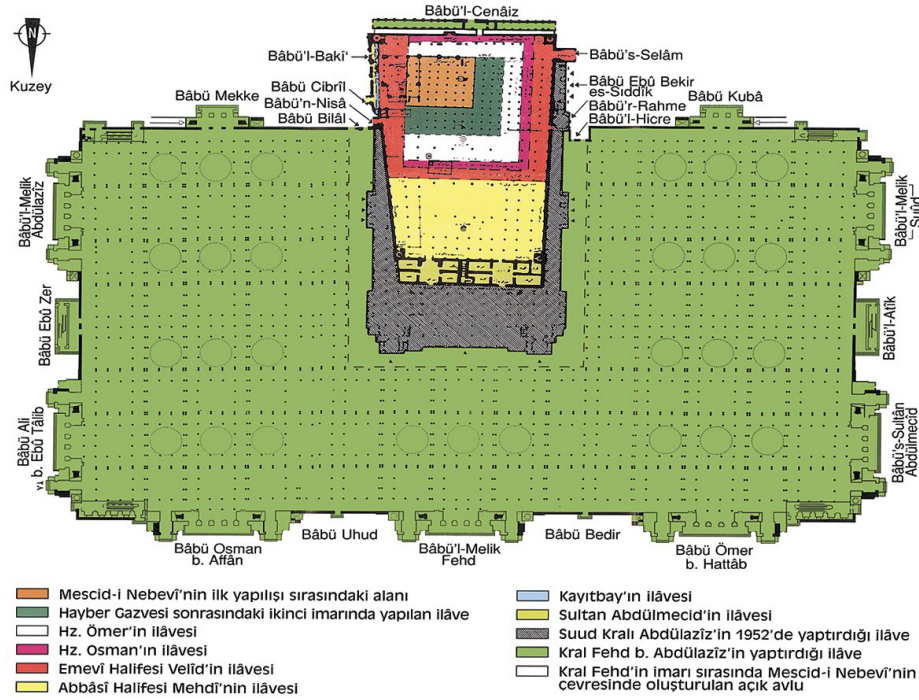 Bâbü'l-Cenâiz
N
Kuzey
Bâbü'l-Bakī‘
Bâbü's-Selâm
Bâbü Cibrîl
Bâbü'n-Nisâ
Bâbü Bilâl
Bâbü Ebû Bekir
es-Sıddîk
Bâbü'r-Rahme
Bâbü'l-Hicre
Bâbü Mekke
Bâbü Kubâ
Bâbü'l-Melik
Abdülazîz
Bâbü'l-Melik
Suûd
Bâbü Ebû Zer
Bâbü'l-Atîk
Bâbü Ali
b. Ebû Tâlib
Bâbü's-Sultân
Abdülmecîd
Bâbü Osman
b. Affân
Bâbü Uhud
Bâbü'l-Melik
Fehd
Bâbü Bedir
Bâbü Ömer
b. Hattâb
Mescid-i Nebevî'nin ilk yapılışı sırasındaki alanı
Hayber Gazvesi sonrasındaki ikinci imarında yapılan ilâve
Hz. Ömer'in ilâvesi
Hz. Osman'ın ilâvesi
Emevî Halifesi Velîd'in ilâvesi
Abbâsî Halifesi Mehdî'nin ilâvesi
Kayıtbay'ın ilâvesi
Sultan Abdülmecid'in ilâvesi
Suud Kralı Abdülazîz'in 1952'de yaptırdığı ilâve
Kral Fehd b. Abdülazîz'in yaptırdığı ilâve
Kral Fehd'in imarı sırasında Mescid-i Nebevî'nin
çevresinde oluşturulan açık avlu